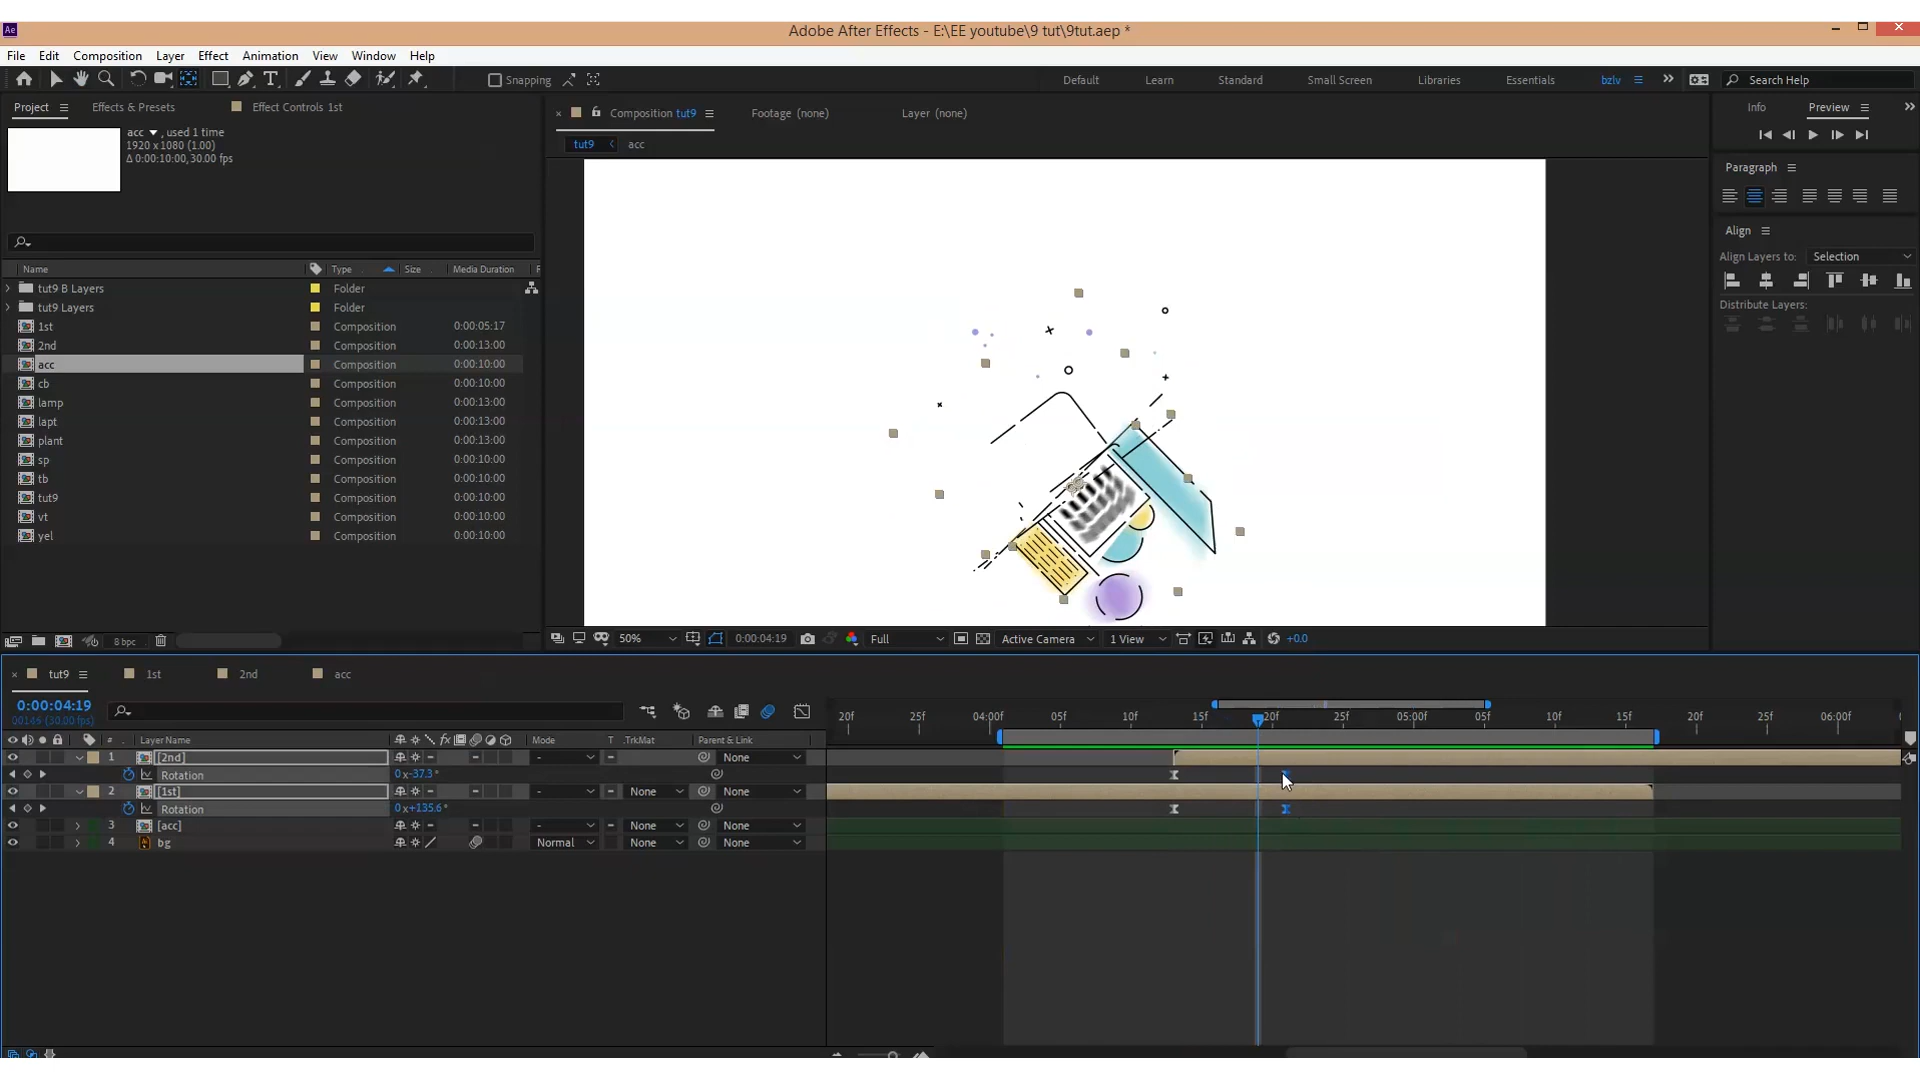 Ae Adobe After Effects - E:\EE youtube\9 tut\9tut.aep *
File Edit Composition Layer Effect Animation View Window Help
Snapping Default Learn Standard Small Screen Libraries Essentials bzlv Search Help
Project Effects & Presets Effect Controls 1st Composition tut9 Footage (none) Layer (none) Info Preview
acc , used 1 time
1920 x 1080 (1.00)
Δ 0:00:10:00, 30.00 fps
tut9 acc
Paragraph
Align
Align Layers to: Selection
Distribute Layers:
Name Type Size Media Duration
tut9 B Layers Folder
tut9 Layers Folder
1st Composition 0:00:05:17
2nd Composition 0:00:13:00
acc Composition 0:00:10:00
cb Composition 0:00:10:00
lamp Composition 0:00:13:00
lapt Composition 0:00:13:00
plant Composition 0:00:13:00
sp Composition 0:00:10:00
tb Composition 0:00:10:00
tut9 Composition 0:00:10:00
vt Composition 0:00:10:00
yel Composition 0:00:10:00
8 bpc 50% 0:00:04:19 Full Active Camera 1 View +0.0
tut9 1st 2nd acc
0:00:04:19
(30.00 fps)
20f 25f 04:00f 05f 10f 15f 20f 25f 05:00f 05f 10f 15f 20f 25f 06:00f
# Layer Name fx Mode T .TrkMat Parent & Link
1 [2nd] - None
Rotation 0x-37.3°
2 [1st] - None None
Rotation 0x+135.6°
3 [acc] - None None
4 bg Normal None None